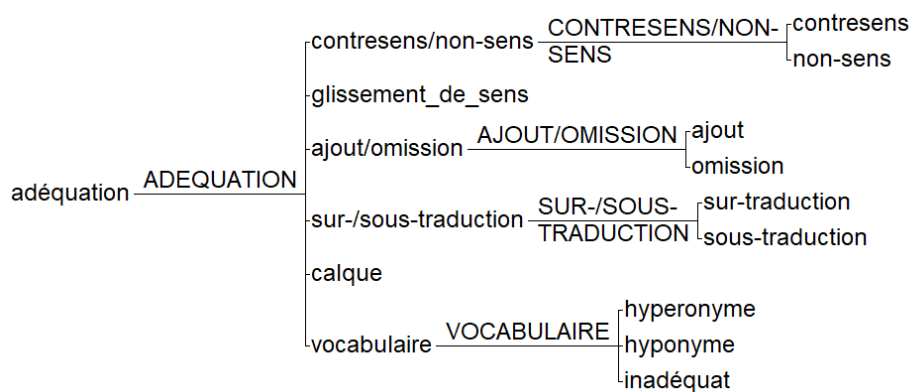 contresens/non-sens CONTRESENS/NON-SENS contresens
non-sens
glissement_de_sens
ajout/omission AJOUT/OMISSION ajout
omission
adéquation ADEQUATION
sur-/sous-traduction SUR-/SOUS-TRADUCTION sur-traduction
sous-traduction
calque
vocabulaire VOCABULAIRE hyperonyme
hyponyme
inadéquat